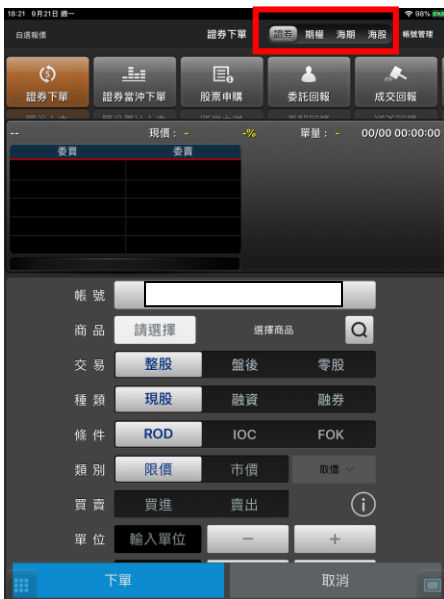 18:21 9月21日 週一 98%
自選報價 證券下單 證券 期權 海期 海股 帳號管理
證券下單 證券當沖下單 股票申購 委託回報 成交回報
-- 現價： - -% 單量： - 00/00 00:00:00
委買 委賣
帳號
商品 請選擇 選擇商品
交易 整股 盤後 零股
種類 現股 融資 融券
條件 ROD IOC FOK
類別 限價 市價 取價
買賣 買進 賣出
單位 輸入單位 − +
下單 取消